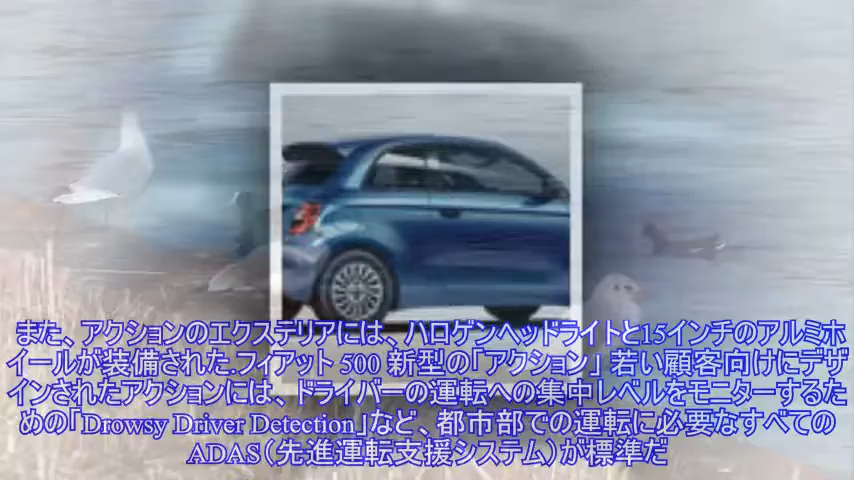 また、アクションのエクステリアには、ハロゲンヘッドライトと15インチのアルミホ
イールが装備された.フィアット 500 新型の「アクション」 若い顧客向けにデザ
インされたアクションには、ドライバーの運転への集中レベルをモニターするた
めの「Drowsy Driver Detection」など、都市部での運転に必要なすべての
ADAS（先進運転支援システム）が標準だ